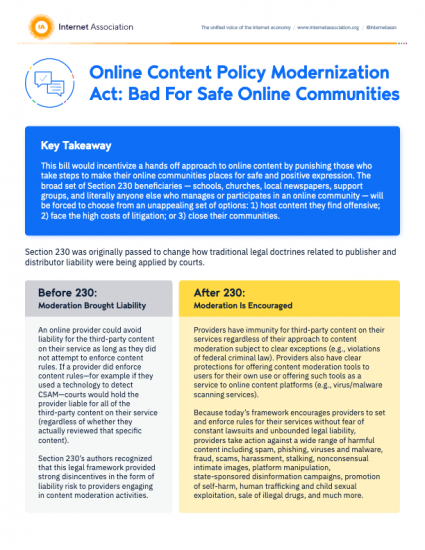 IA Internet Association
The unified voice of the internet economy / www.internetassociation.org / @internetassn
Online Content Policy Modernization
Act: Bad For Safe Online Communities
Key Takeaway
This bill would incentivize a hands off approach to online content by punishing those who
take steps to make their online communities places for safe and positive expression. The
broad set of Section 230 beneficiaries — schools, churches, local newspapers, support
groups, and literally anyone else who manages or participates in an online community — will
be forced to choose from an unappealing set of options: 1) host content they find offensive;
2) face the high costs of litigation; or 3) close their communities.
Section 230 was originally passed to change how traditional legal doctrines related to publisher and
distributor liability were being applied by courts.
Before 230:
Moderation Brought Liability
An online provider could avoid
liability for the third-party content
on their service as long as they did
not attempt to enforce content
rules. If a provider did enforce
content rules—for example if they
used a technology to detect
CSAM—courts would hold the
provider liable for all of the
third-party content on their service
(regardless of whether they
actually reviewed that specific
content).
Section 230's authors recognized
that this legal framework provided
strong disincentives in the form of
liability risk to providers engaging
in content moderation activities.
After 230:
Moderation Is Encouraged
Providers have immunity for third-party content on their
services regardless of their approach to content
moderation subject to clear exceptions (e.g., violations
of federal criminal law). Providers also have clear
protections for offering content moderation tools to
users for their own use or offering such tools as a
service to online content platforms (e.g., virus/malware
scanning services).
Because today's framework encourages providers to set
and enforce rules for their services without fear of
constant lawsuits and unbounded legal liability,
providers take action against a wide range of harmful
content including spam, phishing, viruses and malware,
fraud, scams, harassment, stalking, nonconsensual
intimate images, platform manipulation,
state-sponsored disinformation campaigns, promotion
of self-harm, human trafficking and child sexual
exploitation, sale of illegal drugs, and much more.